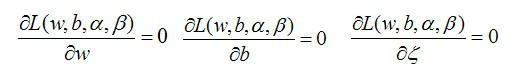 ∂L(w,b,α,β)/∂w = 0 ∂L(w,b,α,β)/∂b = 0 ∂L(w,b,α,β)/∂ζ = 0